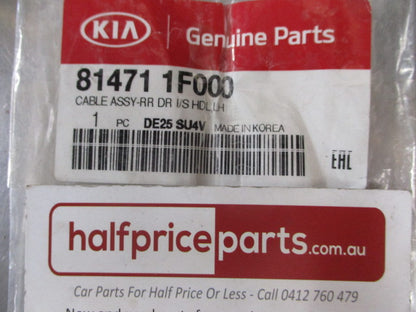 KIA Genuine Parts
81471 1F000
CABLE ASSY-RR DR I/S HDL,LH
1 PC DE25 SU4V MADE IN KOREA
EAC
halfpriceparts.com.au
Car Parts For Half Price Or Less - Call 0412 760 479